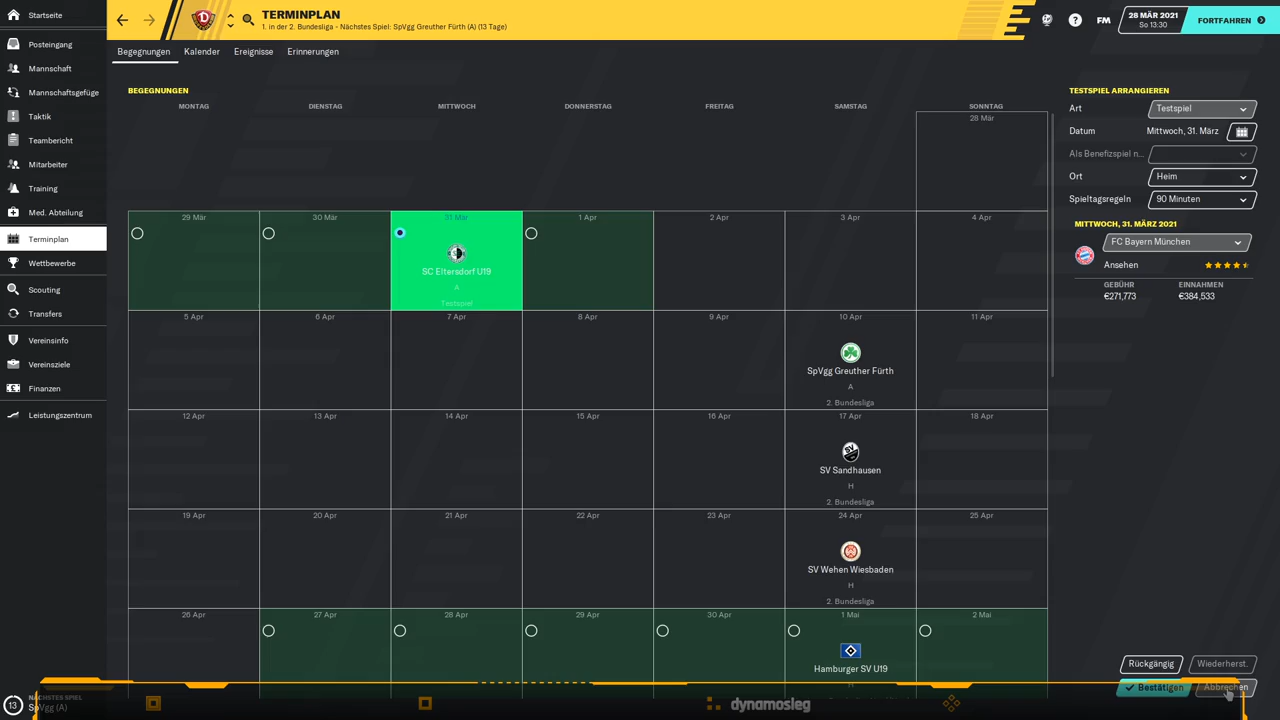 Startseite
TERMINPLAN
1. in der 2. Bundesliga - Nächstes Spiel: SpVgg Greuther Fürth (A) (13 Tage)
FM
28 MÄR 2021
So 13:30
FORTFAHREN
Posteingang
Mannschaft
Mannschaftsgefüge
Taktik
Teambericht
Mitarbeiter
Training
Med. Abteilung
Terminplan
Wettbewerbe
Scouting
Transfers
Vereinsinfo
Vereinsziele
Finanzen
Leistungszentrum
Begegnungen Kalender Ereignisse Erinnerungen
BEGEGNUNGEN
MONTAG DIENSTAG MITTWOCH DONNERSTAG FREITAG SAMSTAG SONNTAG
28 Mär
29 Mär 30 Mär 31 Mär 1 Apr 2 Apr 3 Apr 4 Apr
SC Eltersdorf U19
A
Testspiel
5 Apr 6 Apr 7 Apr 8 Apr 9 Apr 10 Apr 11 Apr
SpVgg Greuther Fürth
A
2. Bundesliga
12 Apr 13 Apr 14 Apr 15 Apr 16 Apr 17 Apr 18 Apr
SV Sandhausen
H
2. Bundesliga
19 Apr 20 Apr 21 Apr 22 Apr 23 Apr 24 Apr 25 Apr
SV Wehen Wiesbaden
H
2. Bundesliga
26 Apr 27 Apr 28 Apr 29 Apr 30 Apr 1 Mai 2 Mai
Hamburger SV U19
H
TESTSPIEL ARRANGIEREN
Art Testspiel
Datum Mittwoch, 31. März
Als Benefizspiel n...
Ort Heim
Spieltagsregeln 90 Minuten
MITTWOCH, 31. MÄRZ 2021
FC Bayern München
Ansehen
GEBÜHR EINNAHMEN
€271,773 €384,533
Rückgängig Wiederherst.
Bestätigen Abbrechen
13
NÄCHSTES SPIEL
SpVgg (A)
dynamosleg